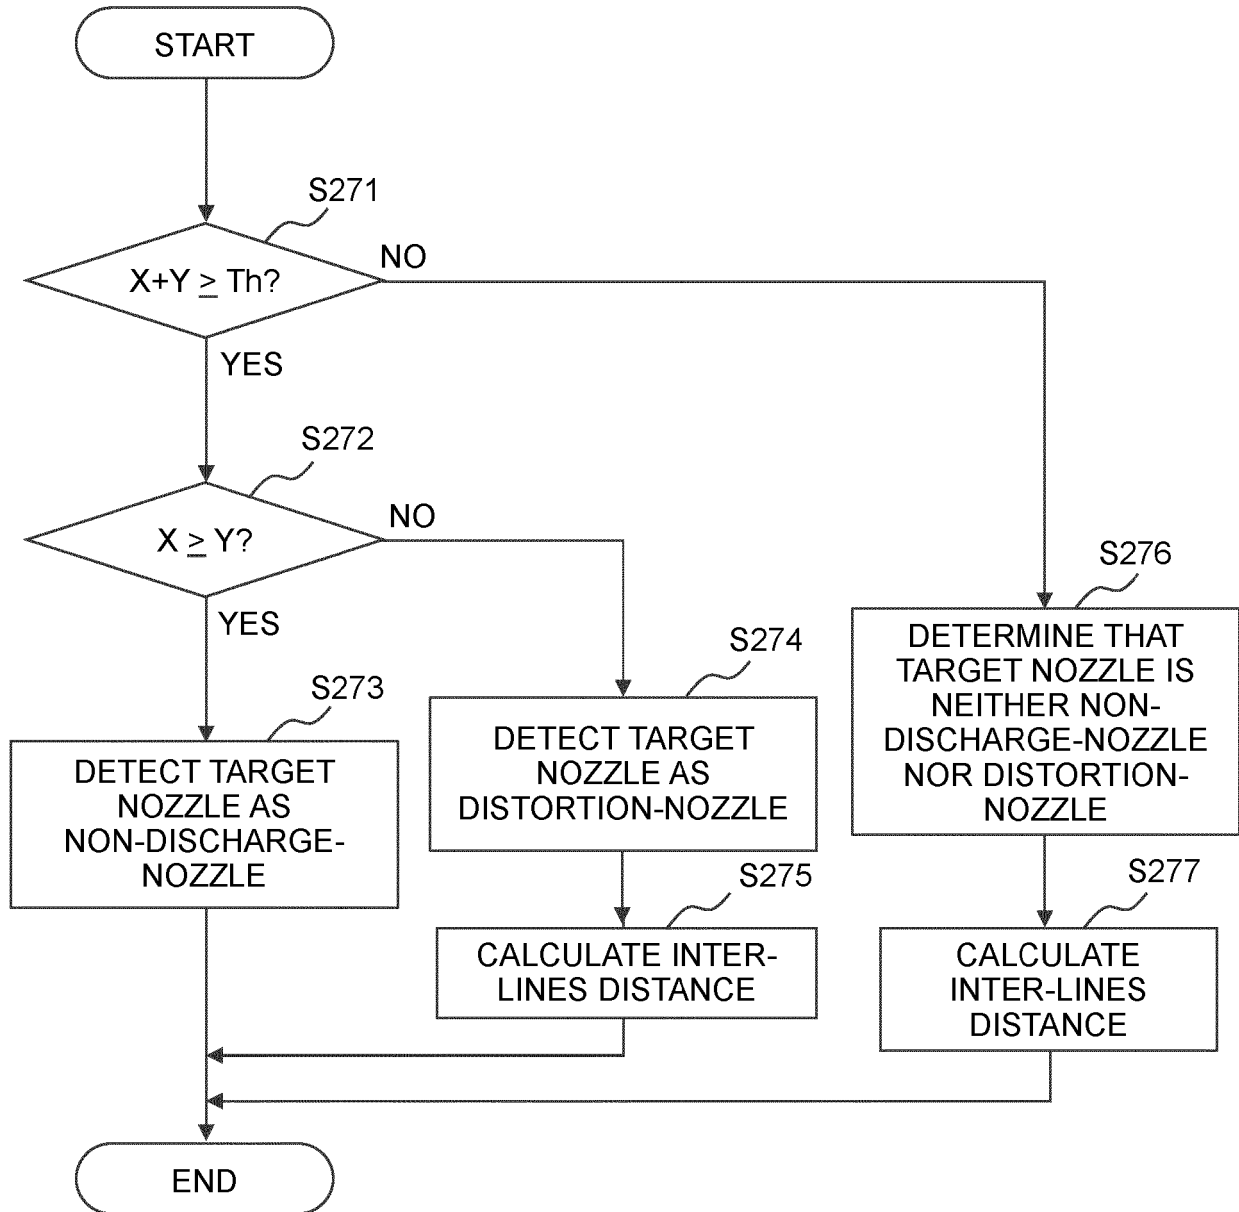 START
S271
X+Y ≥ Th?
NO
YES
S272
X ≥ Y?
NO
YES
S273
DETECT TARGET
NOZZLE AS
NON-DISCHARGE-
NOZZLE
S274
DETECT TARGET
NOZZLE AS
DISTORTION-NOZZLE
S275
CALCULATE INTER-
LINES DISTANCE
S276
DETERMINE THAT
TARGET NOZZLE IS
NEITHER NON-
DISCHARGE-NOZZLE
NOR DISTORTION-
NOZZLE
S277
CALCULATE
INTER-LINES
DISTANCE
END